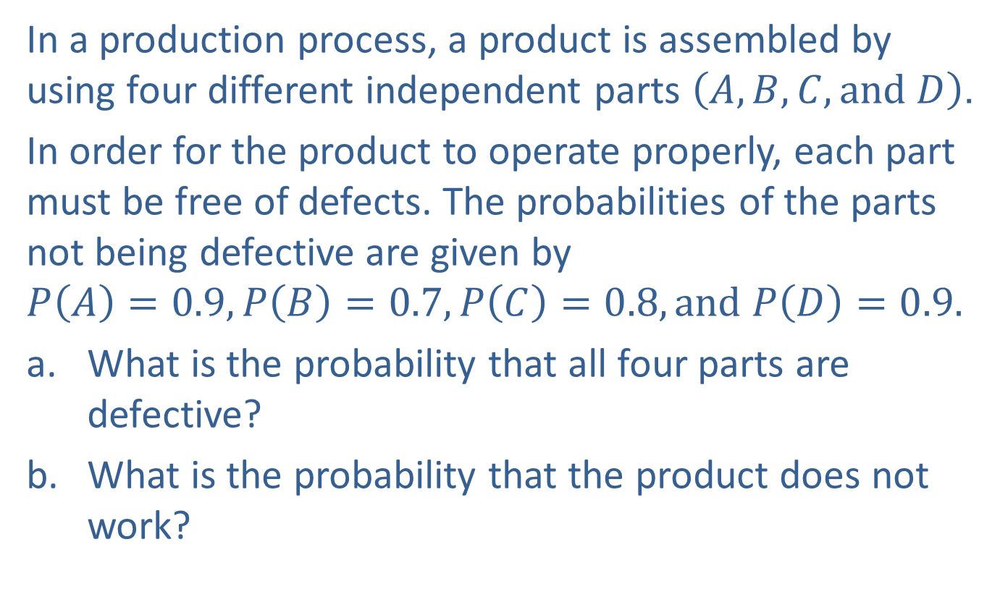 In a production process, a product is assembled by
using four different independent parts (A, B, C, and D).
In order for the product to operate properly, each part
must be free of defects. The probabilities of the parts
not being defective are given by
P(A) = 0.9, P(B) = 0.7, P(C) = 0.8, and P(D) = 0.9.
a. What is the probability that all four parts are
defective?
b. What is the probability that the product does not
work?